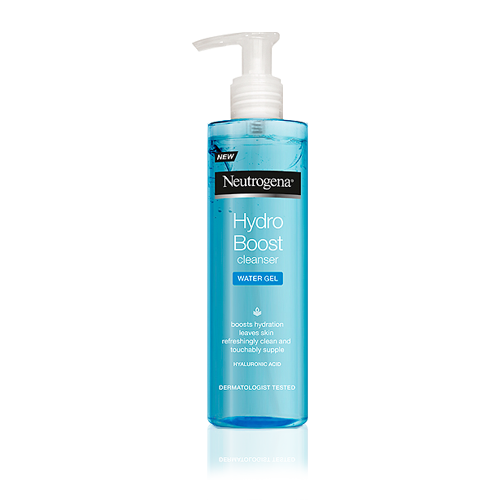 NEW
Neutrogena®
Hydro
Boost
cleanser
WATER GEL
boosts hydration
leaves skin
refreshingly clean and
touchably supple
HYALURONIC ACID
DERMATOLOGIST TESTED